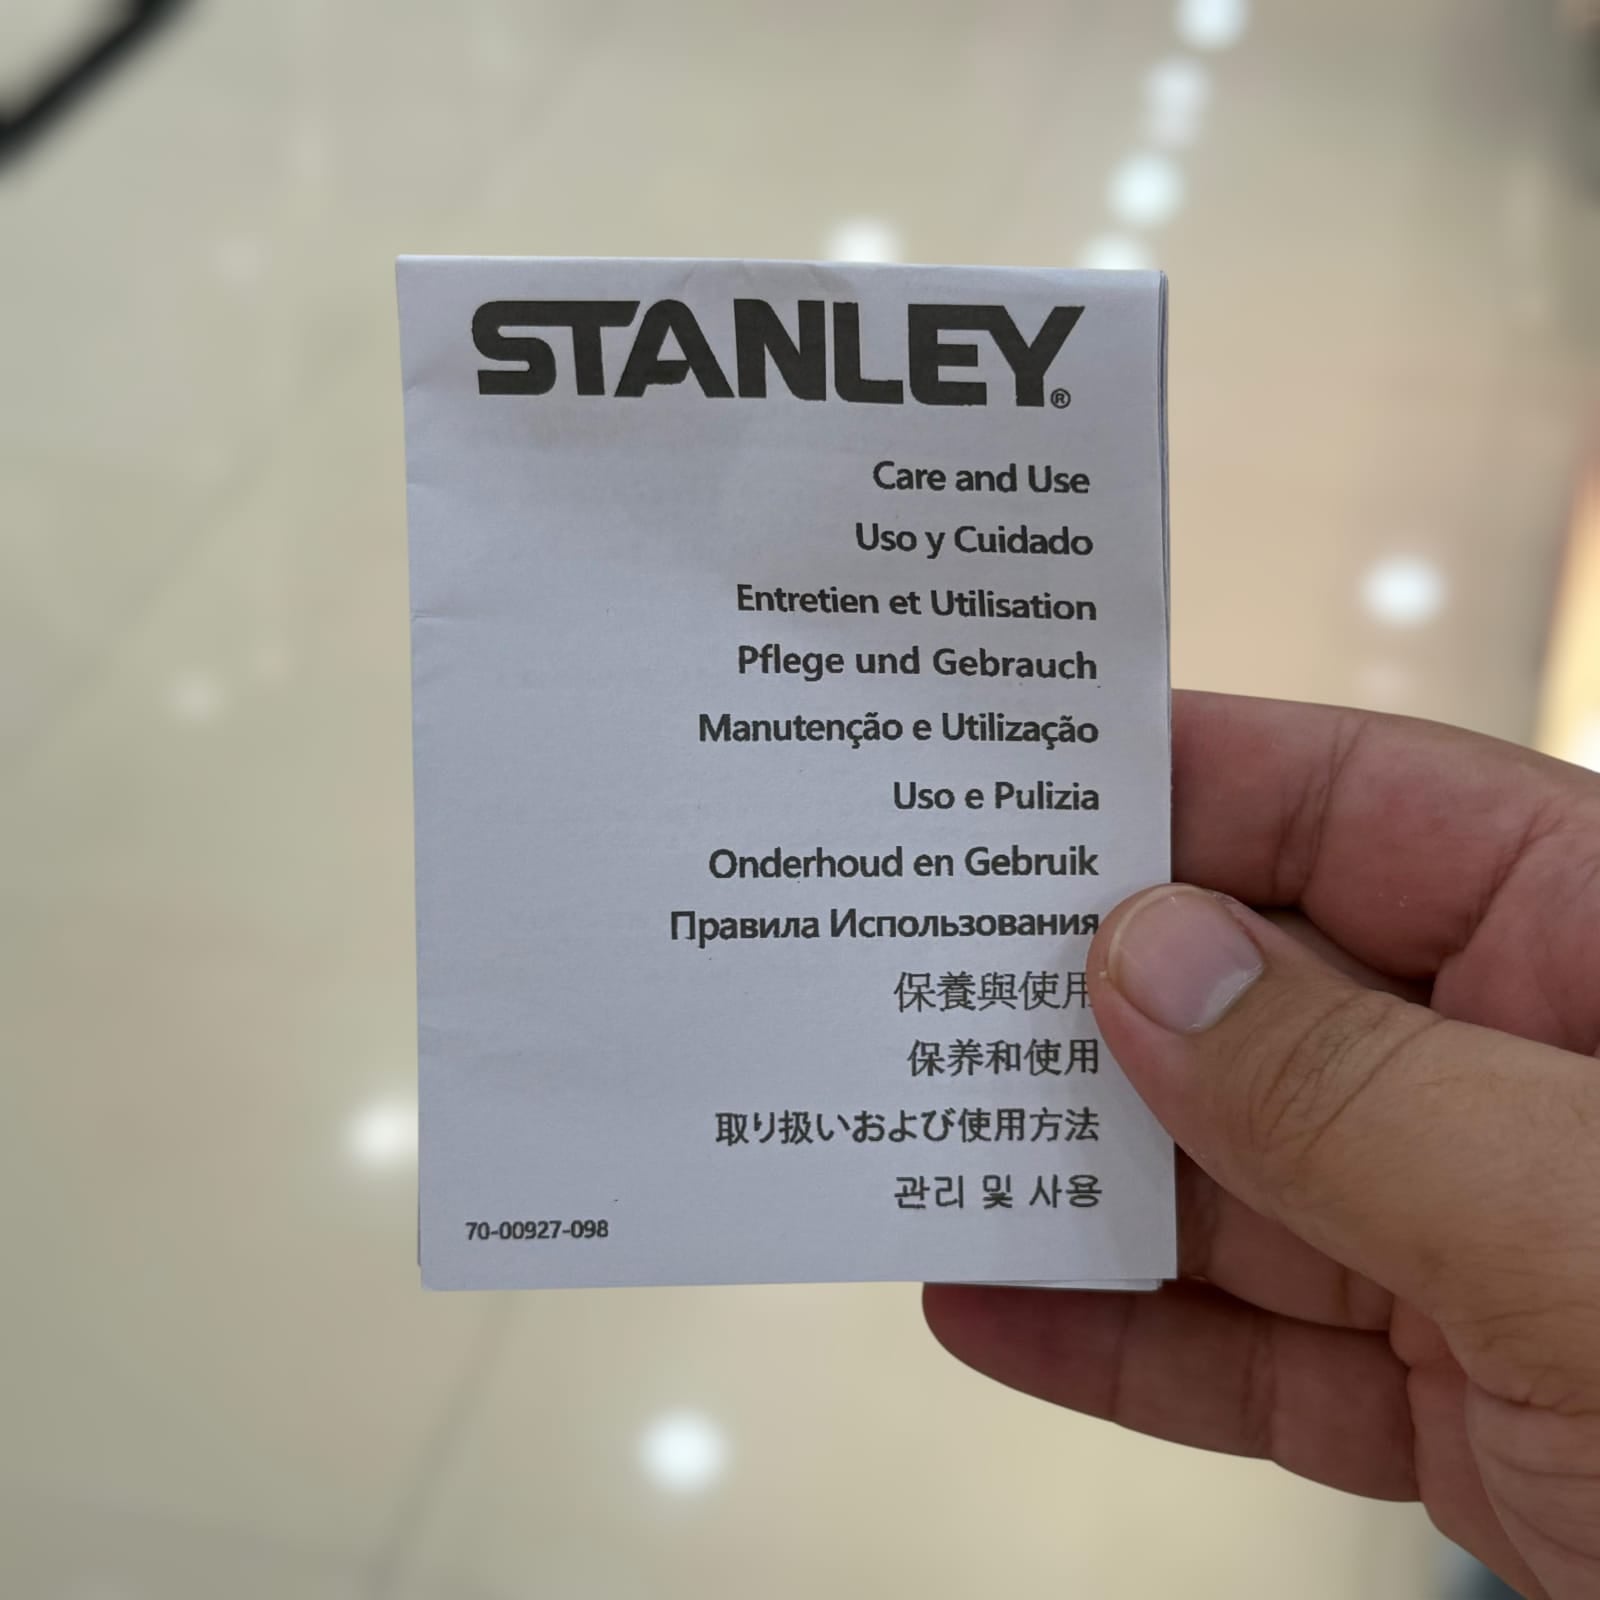 STANLEY®
Care and Use
Uso y Cuidado
Entretien et Utilisation
Pflege und Gebrauch
Manutenção e Utilização
Uso e Pulizia
Onderhoud en Gebruik
Правила Использования
保養與使用
保养和使用
取り扱いおよび使用方法
관리 및 사용
70-00927-098